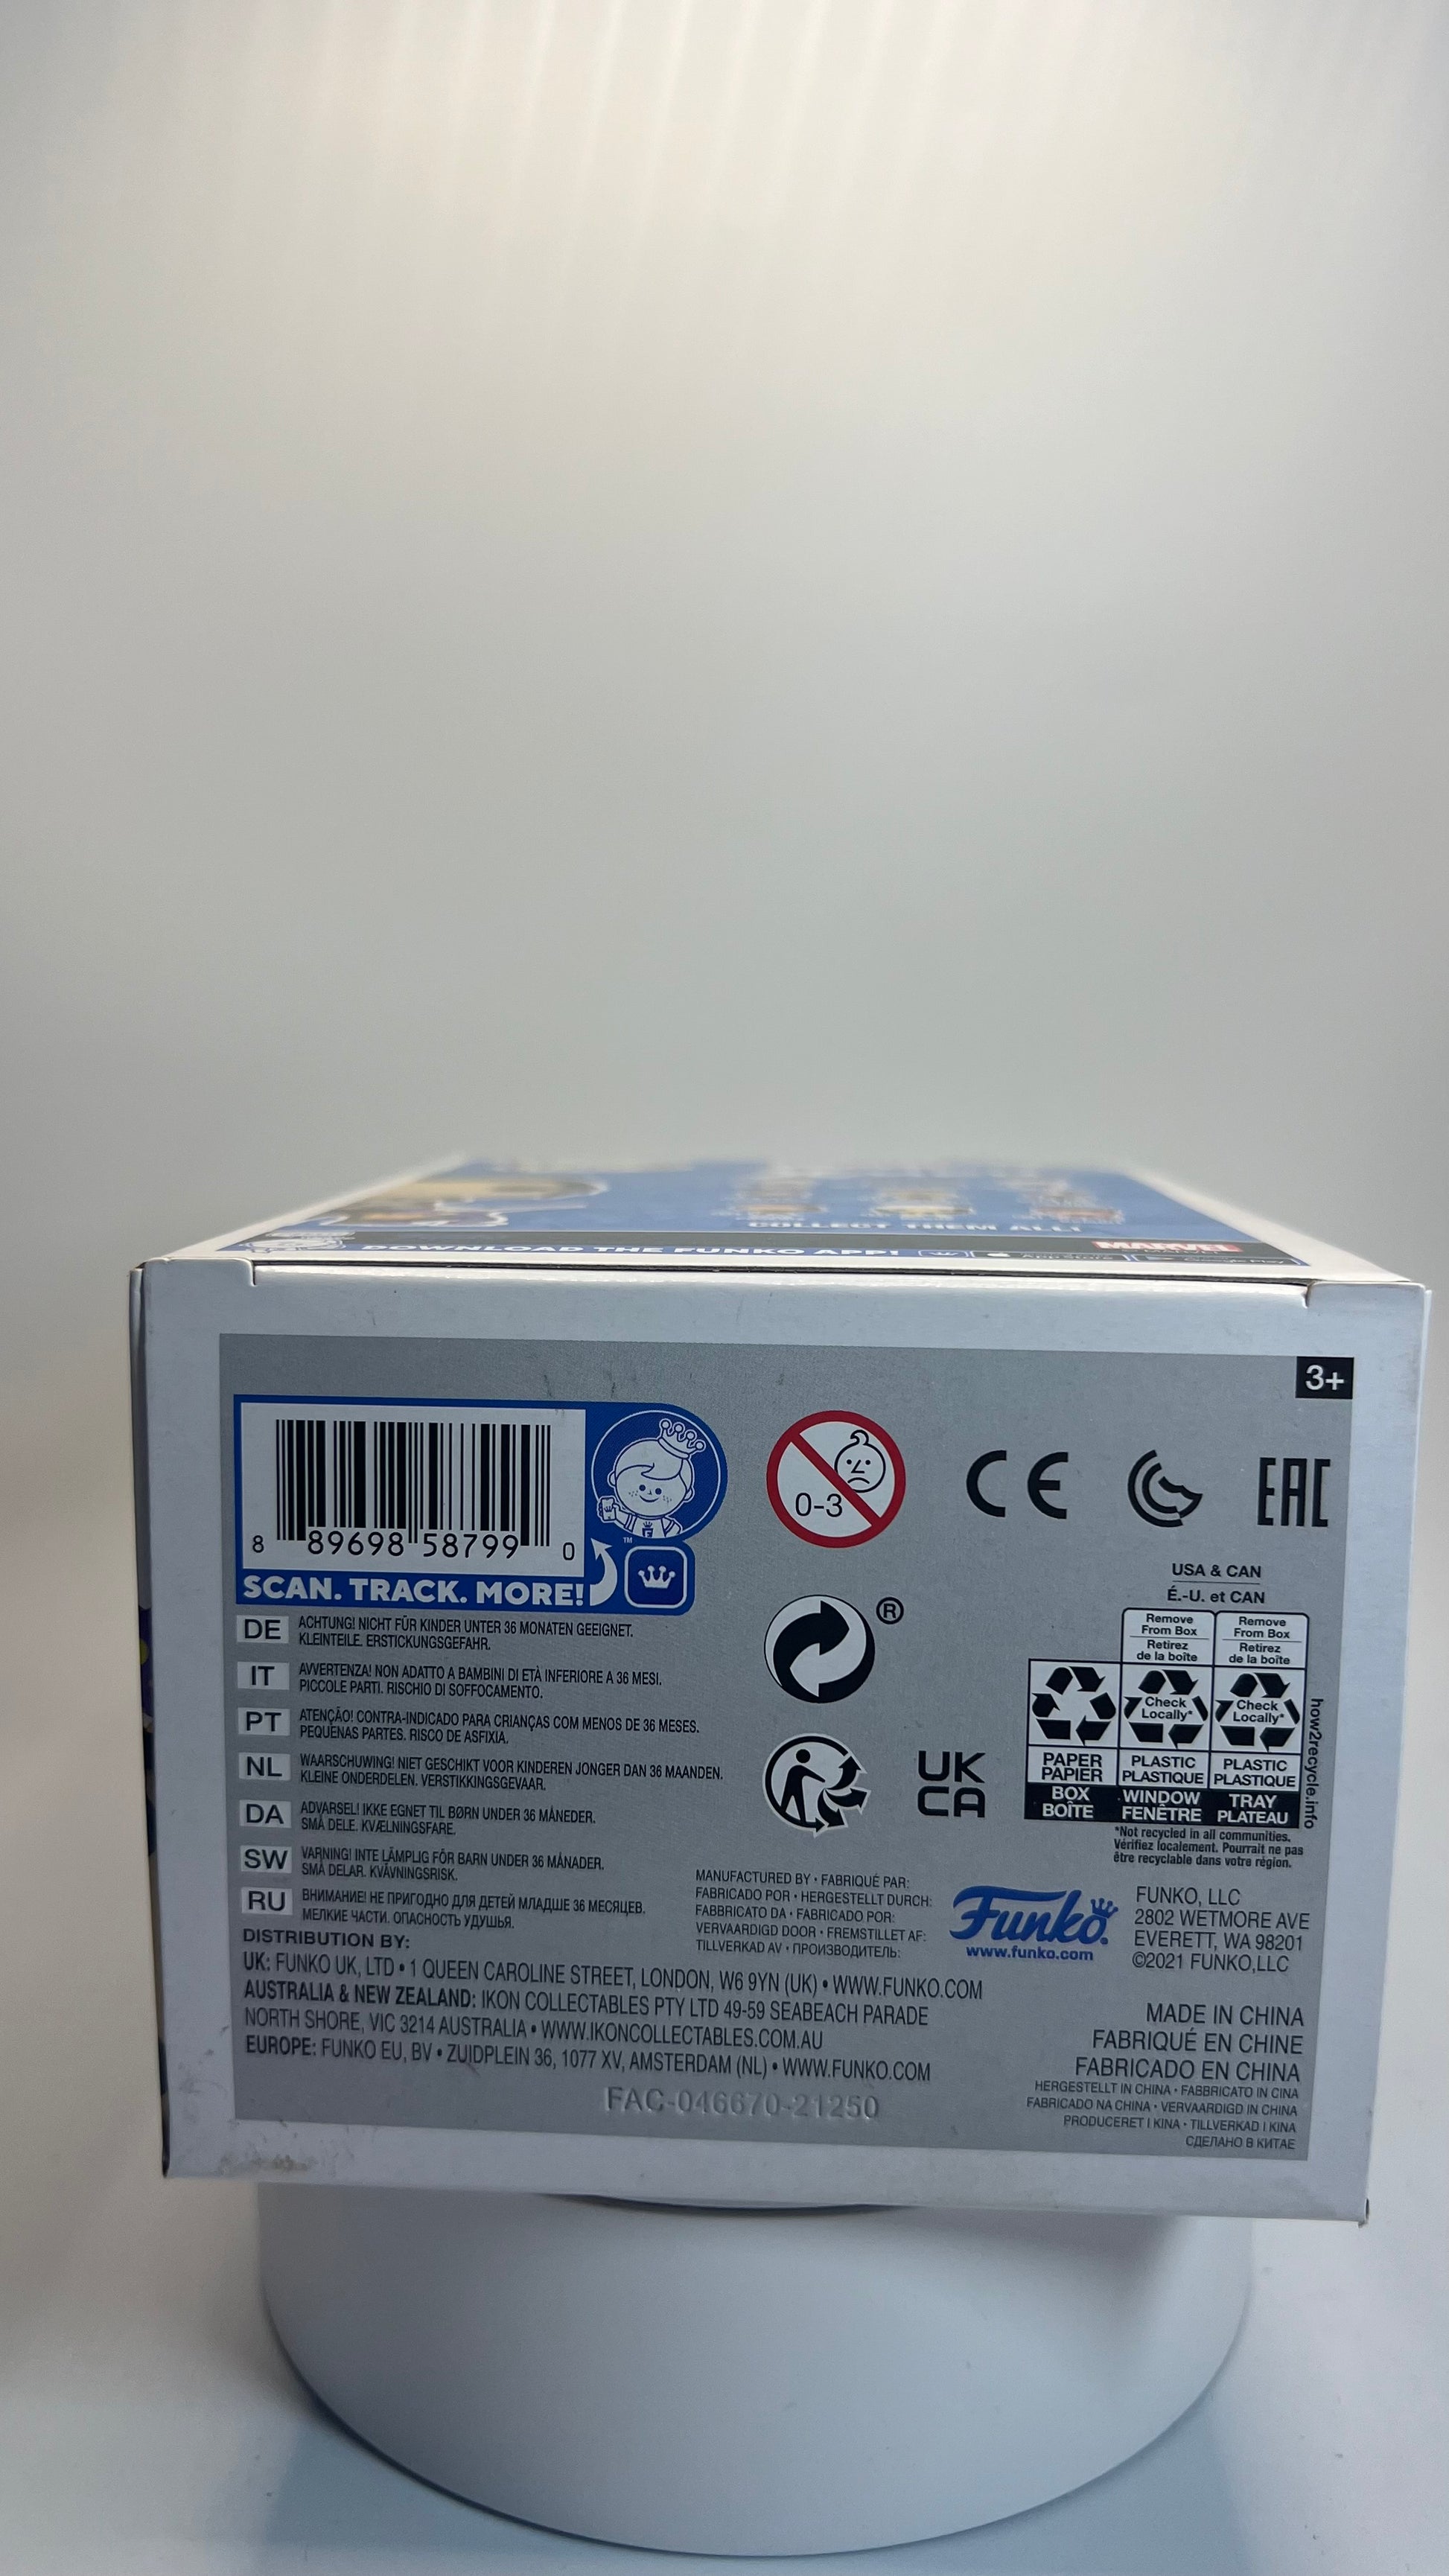 COLLECT THEM ALL!
DOWNLOAD THE FUNKO APP!
MARVEL
3+
8 89698 58799 0
SCAN. TRACK. MORE!
™
0-3
CE
EAC
®
UK
CA
USA & CAN
É.-U. et CAN
Remove
From Box
Retirez
de la boîte
Remove
From Box
Retirez
de la boîte
Check
Locally*
Check
Locally*
PAPER
PAPIER
PLASTIC
PLASTIQUE
PLASTIC
PLASTIQUE
BOX
BOÎTE
WINDOW
FENÊTRE
TRAY
PLATEAU
how2recycle.info
*Not recycled in all communities.
Vérifiez localement. Pourrait ne pas
être recyclable dans votre région.
DE ACHTUNG! NICHT FÜR KINDER UNTER 36 MONATEN GEEIGNET.
KLEINTEILE. ERSTICKUNGSGEFAHR.
IT AVVERTENZA! NON ADATTO A BAMBINI DI ETÀ INFERIORE A 36 MESI.
PICCOLE PARTI. RISCHIO DI SOFFOCAMENTO.
PT ATENÇÃO! CONTRA-INDICADO PARA CRIANÇAS COM MENOS DE 36 MESES.
PEQUENAS PARTES. RISCO DE ASFIXIA.
NL WAARSCHUWING! NIET GESCHIKT VOOR KINDEREN JONGER DAN 36 MAANDEN.
KLEINE ONDERDELEN. VERSTIKKINGSGEVAAR.
DA ADVARSEL! IKKE EGNET TIL BØRN UNDER 36 MÅNEDER.
SMÅ DELE. KVÆLNINGSFARE.
SW VARNING! INTE LÄMPLIG FÖR BARN UNDER 36 MÅNADER.
SMÅ DELAR. KVÄVNINGSRISK.
RU ВНИМАНИЕ! НЕ ПРИГОДНО ДЛЯ ДЕТЕЙ МЛАДШЕ 36 МЕСЯЦЕВ.
МЕЛКИЕ ЧАСТИ. ОПАСНОСТЬ УДУШЬЯ.
MANUFACTURED BY • FABRIQUÉ PAR:
FABRICADO POR • HERGESTELLT DURCH:
FABBRICATO DA • FABRICADO POR:
VERVAARDIGD DOOR • FREMSTILLET AF:
TILLVERKAD AV • ПРОИЗВОДИТЕЛЬ:
Funko®
www.funko.com
FUNKO, LLC
2802 WETMORE AVE
EVERETT, WA 98201
©2021 FUNKO,LLC
DISTRIBUTION BY:
UK: FUNKO UK, LTD • 1 QUEEN CAROLINE STREET, LONDON, W6 9YN (UK) • WWW.FUNKO.COM
AUSTRALIA & NEW ZEALAND: IKON COLLECTABLES PTY LTD 49-59 SEABEACH PARADE
NORTH SHORE, VIC 3214 AUSTRALIA • WWW.IKONCOLLECTABLES.COM.AU
EUROPE: FUNKO EU, BV • ZUIDPLEIN 36, 1077 XV, AMSTERDAM (NL) • WWW.FUNKO.COM
FAC-046670-21250
MADE IN CHINA
FABRIQUÉ EN CHINE
FABRICADO EN CHINA
HERGESTELLT IN CHINA • FABBRICATO IN CINA
FABRICADO NA CHINA • VERVAARDIGD IN CHINA
PRODUCERET I KINA • TILLVERKAD I KINA
СДЕЛАНО В КИТАЕ